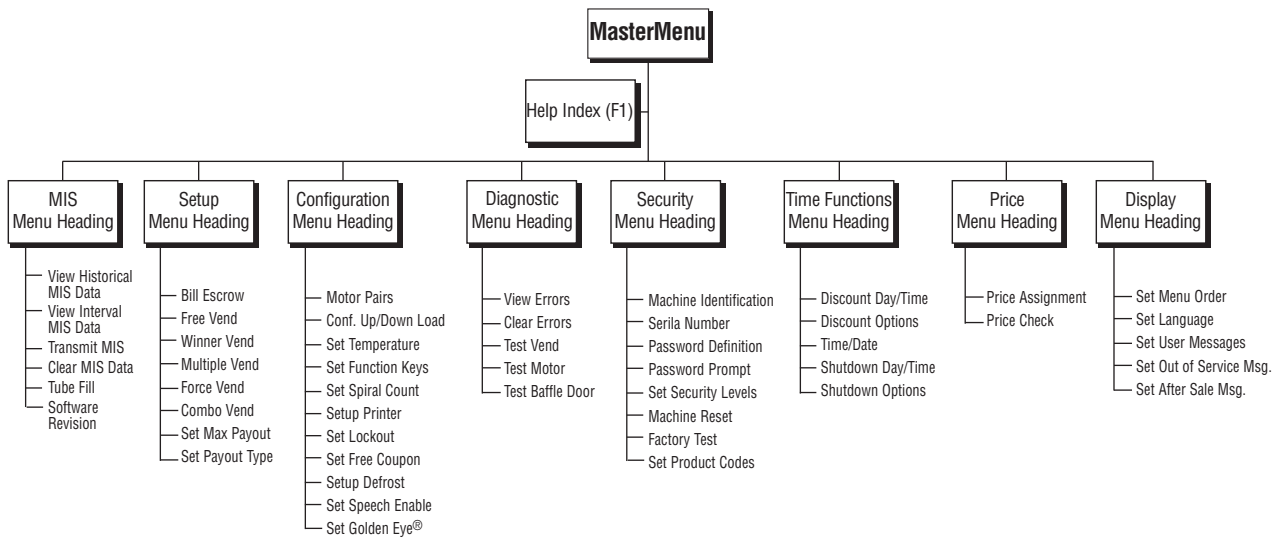 MasterMenu
Help Index (F1)
MIS
Menu Heading
View Historical
MIS Data
View Interval
MIS Data
Transmit MIS
Clear MIS Data
Tube Fill
Software
Revision
Setup
Menu Heading
Bill Escrow
Free Vend
Winner Vend
Multiple Vend
Force Vend
Combo Vend
Set Max Payout
Set Payout Type
Configuration
Menu Heading
Motor Pairs
Conf. Up/Down Load
Set Temperature
Set Function Keys
Set Spiral Count
Setup Printer
Set Lockout
Set Free Coupon
Setup Defrost
Set Speech Enable
Set Golden Eye®
Diagnostic
Menu Heading
View Errors
Clear Errors
Test Vend
Test Motor
Test Baffle Door
Security
Menu Heading
Machine Identification
Serila Number
Password Definition
Password Prompt
Set Security Levels
Machine Reset
Factory Test
Set Product Codes
Time Functions
Menu Heading
Discount Day/Time
Discount Options
Time/Date
Shutdown Day/Time
Shutdown Options
Price
Menu Heading
Price Assignment
Price Check
Display
Menu Heading
Set Menu Order
Set Language
Set User Messages
Set Out of Service Msg.
Set After Sale Msg.